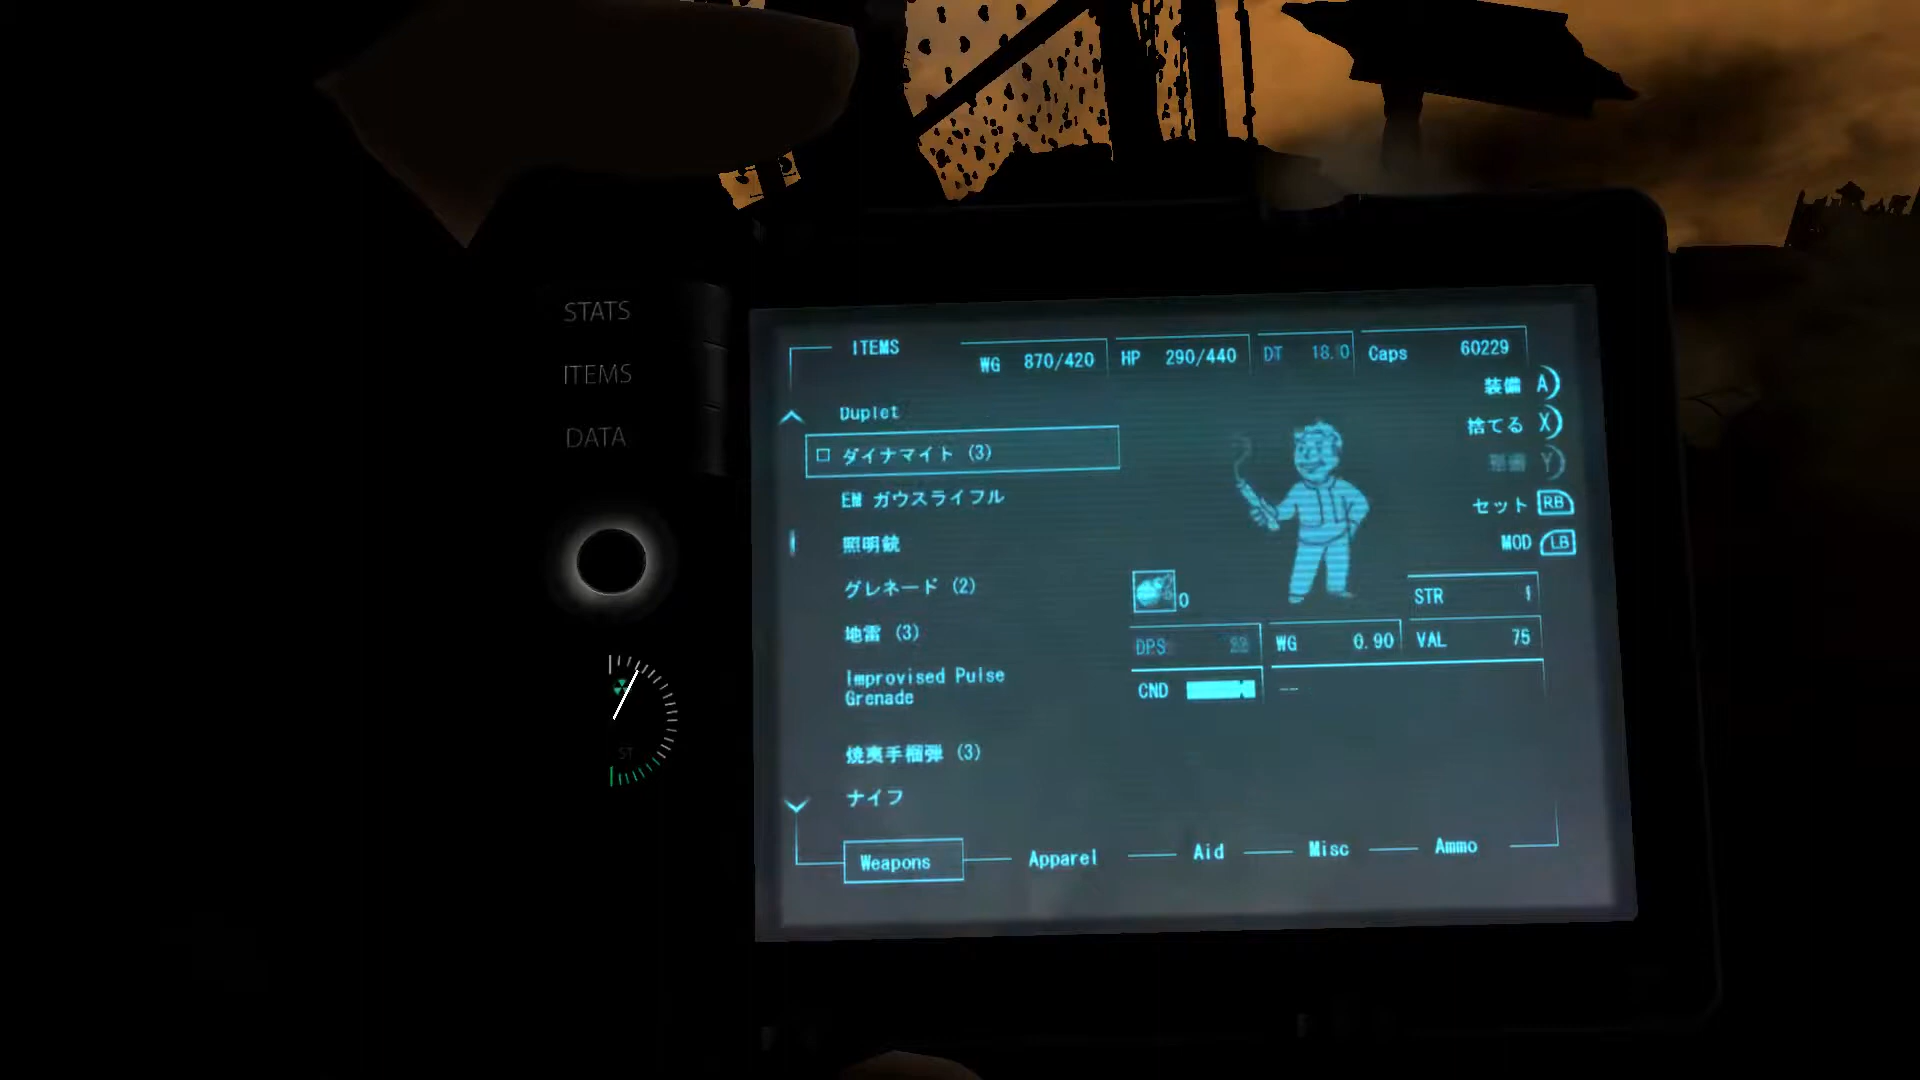 STATS
ITEMS
DATA
ST
ITEMS
WG 870/420
HP 290/440
DT 18.0
Caps 60229
装備 A
捨てる X
Y
セット RB
MOD LB
Duplet
ダイナマイト (3)
EM ガウスライフル
照明銃
グレネード (2)
地雷 (3)
Improvised Pulse
Grenade
焼夷手榴弾 (3)
ナイフ
0
STR 1
DPS
WG 0.90
VAL 75
CND
--
Weapons
Apparel
Aid
Misc
Ammo